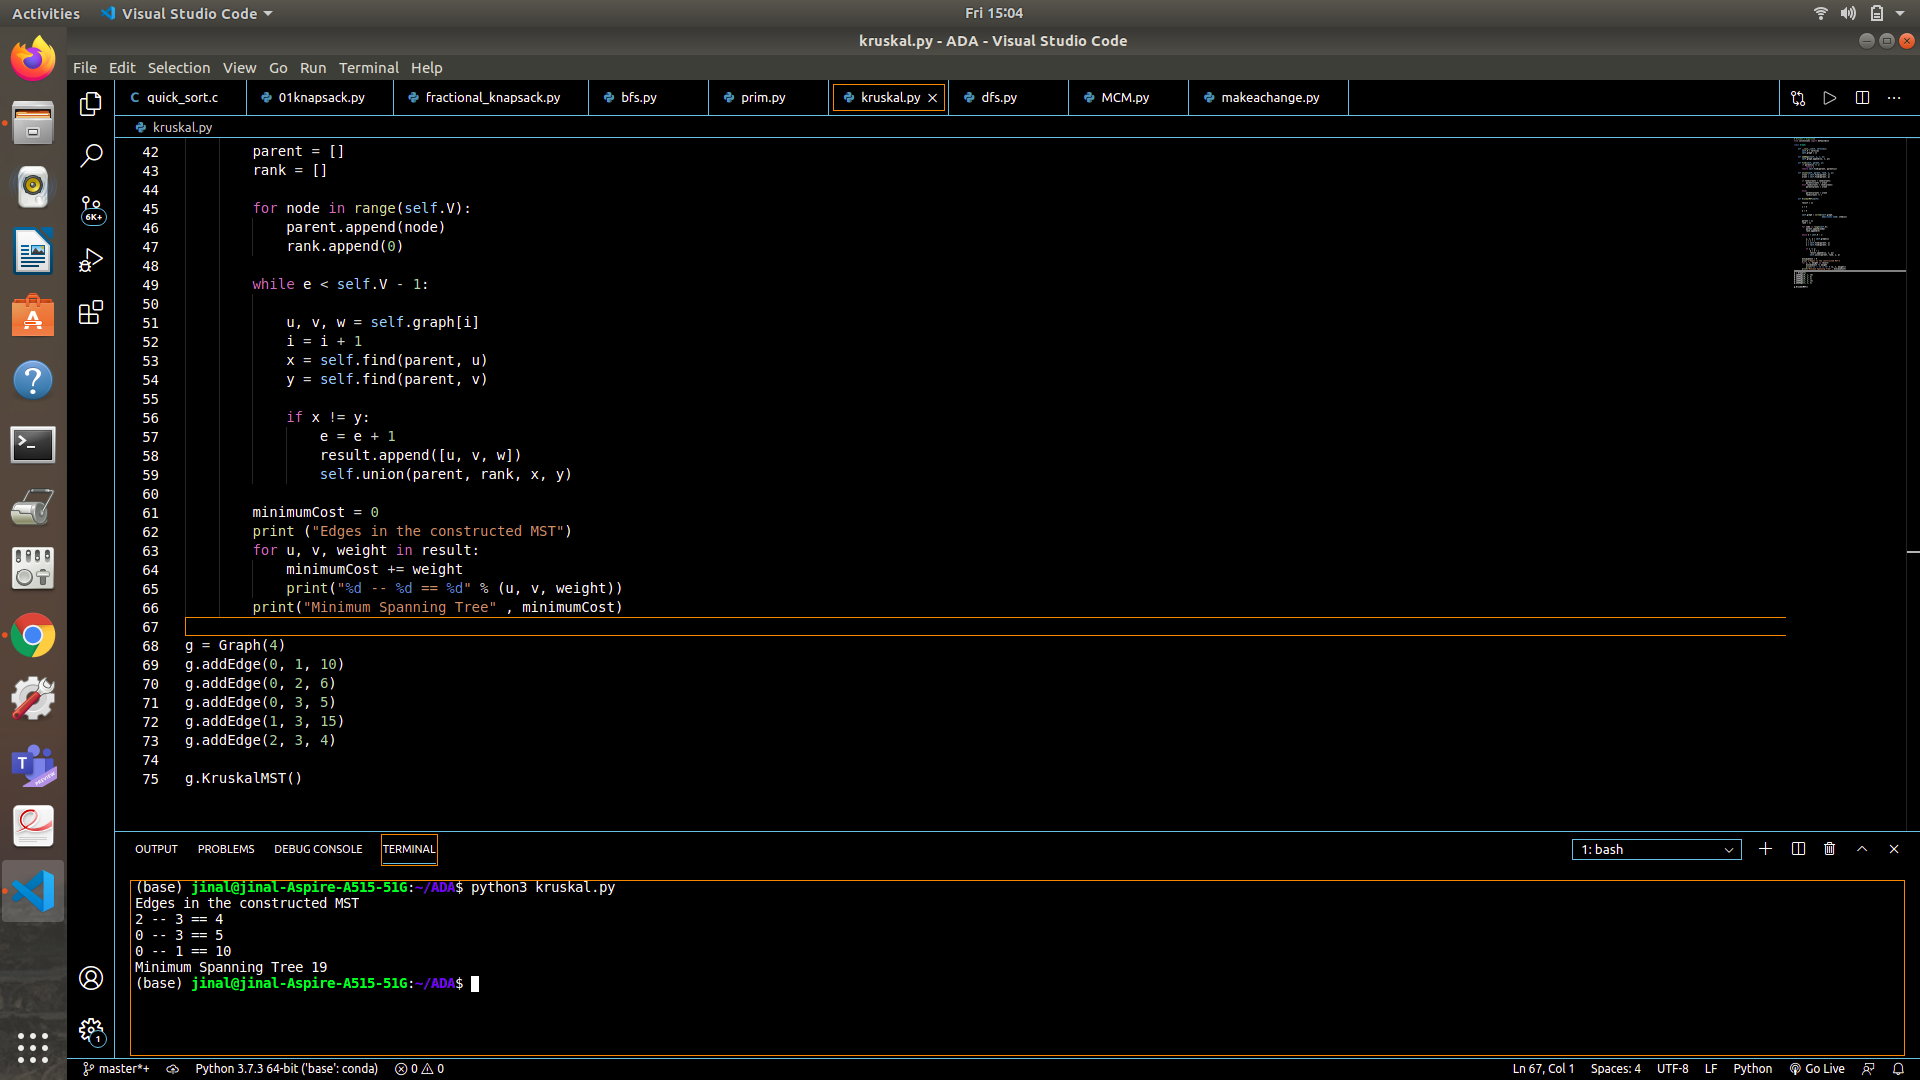 Activities
Visual Studio Code
Fri 15:04
kruskal.py - ADA - Visual Studio Code
File Edit Selection View Go Run Terminal Help
quick_sort.c 01knapsack.py fractional_knapsack.py bfs.py prim.py kruskal.py dfs.py MCM.py makeachange.py
kruskal.py
6K+
42 parent = []
43 rank = []
44
45 for node in range(self.V):
46 parent.append(node)
47 rank.append(0)
48
49 while e < self.V - 1:
50
51 u, v, w = self.graph[i]
52 i = i + 1
53 x = self.find(parent, u)
54 y = self.find(parent, v)
55
56 if x != y:
57 e = e + 1
58 result.append([u, v, w])
59 self.union(parent, rank, x, y)
60
61 minimumCost = 0
62 print ("Edges in the constructed MST")
63 for u, v, weight in result:
64 minimumCost += weight
65 print("%d -- %d == %d" % (u, v, weight))
66 print("Minimum Spanning Tree" , minimumCost)
67
68 g = Graph(4)
69 g.addEdge(0, 1, 10)
70 g.addEdge(0, 2, 6)
71 g.addEdge(0, 3, 5)
72 g.addEdge(1, 3, 15)
73 g.addEdge(2, 3, 4)
74
75 g.KruskalMST()
OUTPUT PROBLEMS DEBUG CONSOLE TERMINAL
1: bash
(base) jinal@jinal-Aspire-A515-51G:~/ADA$ python3 kruskal.py
Edges in the constructed MST
2 -- 3 == 4
0 -- 3 == 5
0 -- 1 == 10
Minimum Spanning Tree 19
(base) jinal@jinal-Aspire-A515-51G:~/ADA$
1
master*+ Python 3.7.3 64-bit ('base': conda) 0 0
Ln 67, Col 1 Spaces: 4 UTF-8 LF Python Go Live